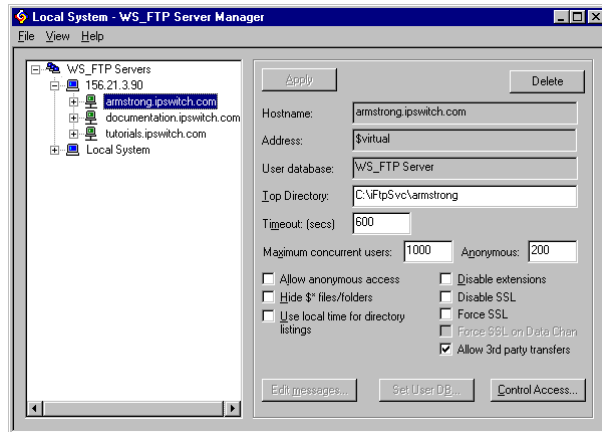 Local System - WS_FTP Server Manager
File View Help
WS_FTP Servers
156.21.3.90
armstrong.ipswitch.com
documentation.ipswitch.com
tutorials.ipswitch.com
Local System
Apply
Delete
Hostname: armstrong.ipswitch.com
Address: $virtual
User database: WS_FTP Server
Top Directory: C:\iFtpSvc\armstrong
Timeout: (secs) 600
Maximum concurrent users: 1000 Anonymous: 200
Allow anonymous access
Hide $* files/folders
Use local time for directory
listings
Disable extensions
Disable SSL
Force SSL
Force SSL on Data Chan
Allow 3rd party transfers
Edit messages... Set User DB... Control Access...